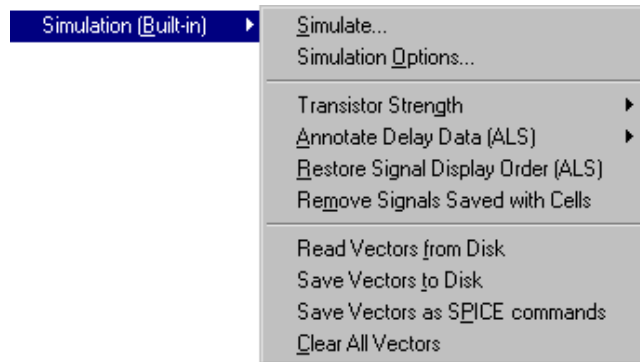 Simulation (Built-in)
Simulate...
Simulation Options...
Transistor Strength
Annotate Delay Data (ALS)
Restore Signal Display Order (ALS)
Remove Signals Saved with Cells
Read Vectors from Disk
Save Vectors to Disk
Save Vectors as SPICE commands
Clear All Vectors